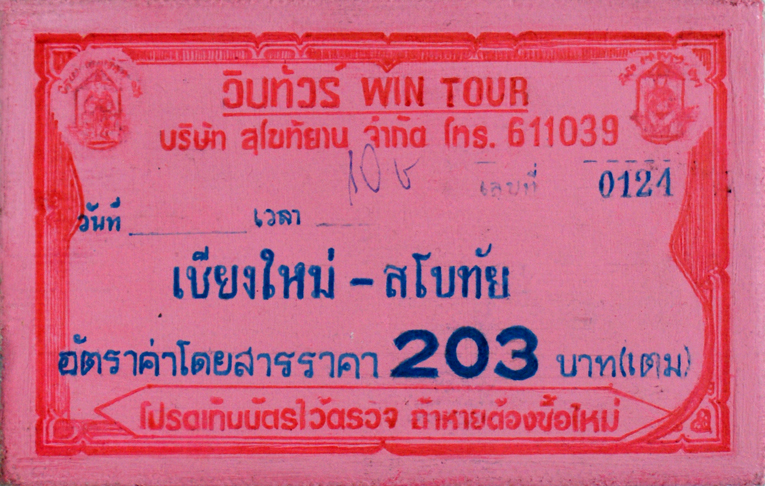 วินทัวร์ WIN TOUR
บริษัท สุโขทัยยาน จำกัด โทร. 611039
เลขที่ 0124
วันที่ เวลา
เชียงใหม่ - สุโขทัย
อัตราค่าโดยสารราคา 203 บาท(เตม)
โปรดเก็บบัตรไว้ตรวจ ถ้าหายต้องซื้อใหม่